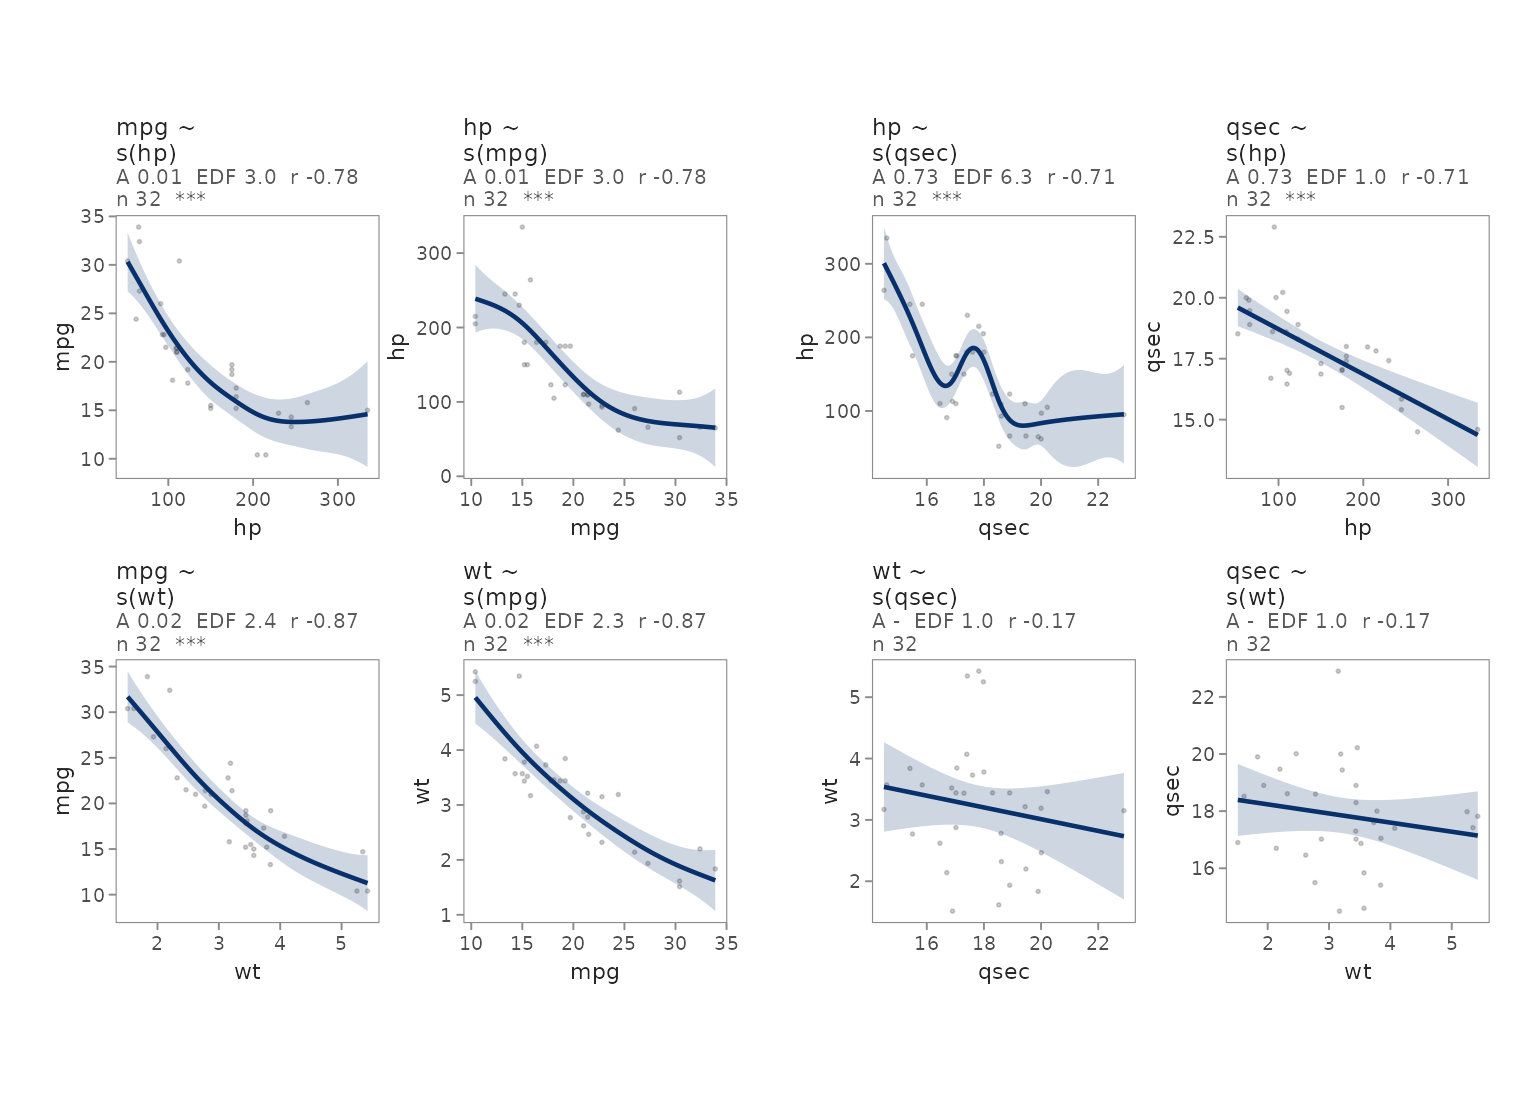 mpg ~
s(hp)
A 0.01 EDF 3.0 r -0.78
n 32 ***
35
30
25
20
15
10
mpg
100 200 300
hp
hp ~
s(mpg)
A 0.01 EDF 3.0 r -0.78
n 32 ***
300
200
100
0
hp
10 15 20 25 30 35
mpg
hp ~
s(qsec)
A 0.73 EDF 6.3 r -0.71
n 32 ***
300
200
100
hp
16 18 20 22
qsec
qsec ~
s(hp)
A 0.73 EDF 1.0 r -0.71
n 32 ***
22.5
20.0
17.5
15.0
qsec
100 200 300
hp
mpg ~
s(wt)
A 0.02 EDF 2.4 r -0.87
n 32 ***
35
30
25
20
15
10
mpg
2 3 4 5
wt
wt ~
s(mpg)
A 0.02 EDF 2.3 r -0.87
n 32 ***
5
4
3
2
1
wt
10 15 20 25 30 35
mpg
wt ~
s(qsec)
A - EDF 1.0 r -0.17
n 32
5
4
3
2
wt
16 18 20 22
qsec
qsec ~
s(wt)
A - EDF 1.0 r -0.17
n 32
22
20
18
16
qsec
2 3 4 5
wt